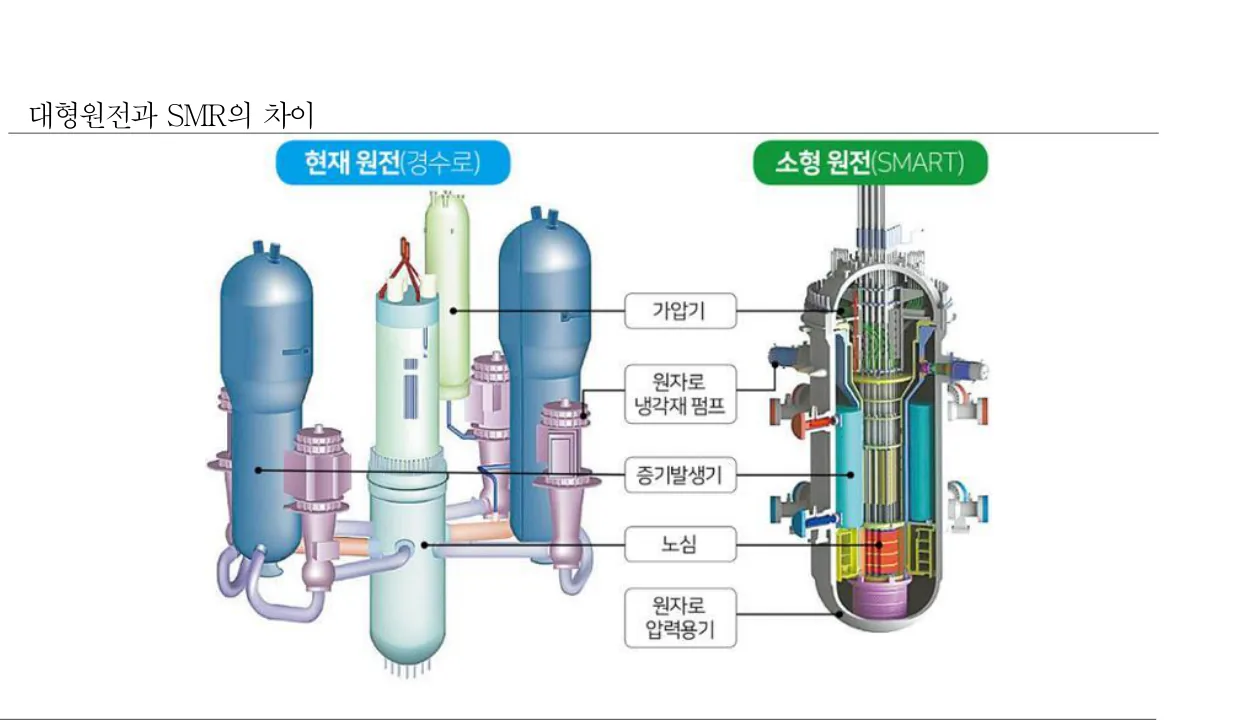 대형원전과 SMR의 차이
현재 원전(경수로)
소형 원전(SMART)
가압기
원자로
냉각재 펌프
증기발생기
노심
원자로
압력용기